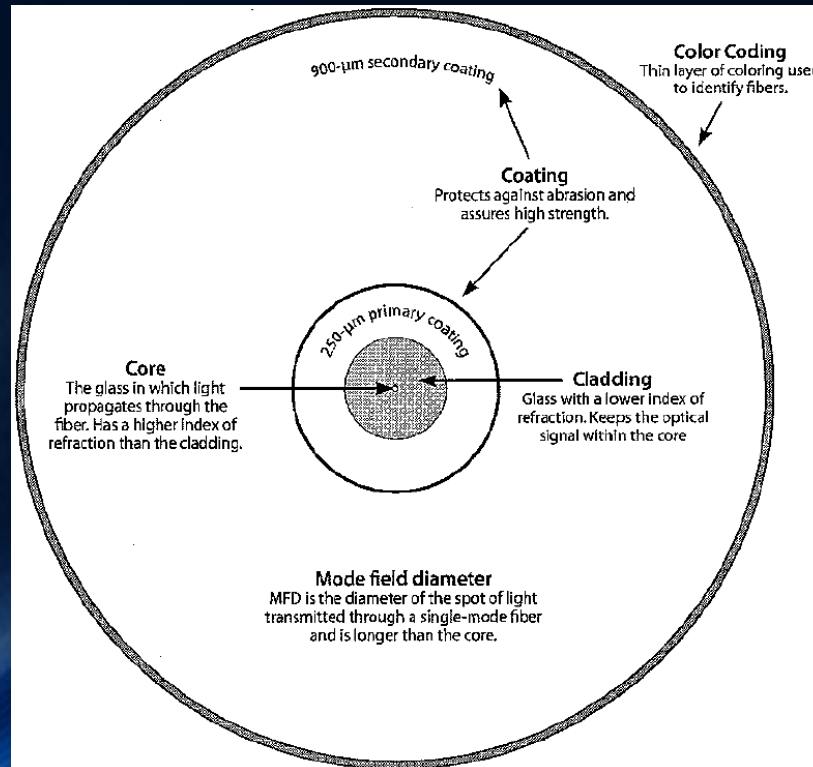 900-µm secondary coating
Color Coding
Thin layer of coloring use
to identify fibers.
Coating
Protects against abrasion and
assures high strength.
250-µm primary coating
Core
The glass in which light
propagates through the
fiber. Has a higher index of
refraction than the cladding.
Cladding
Glass with a lower index of
refraction. Keeps the optical
signal within the core
Mode field diameter
MFD is the diameter of the spot of light
transmitted through a single-mode fiber
and is longer than the core.